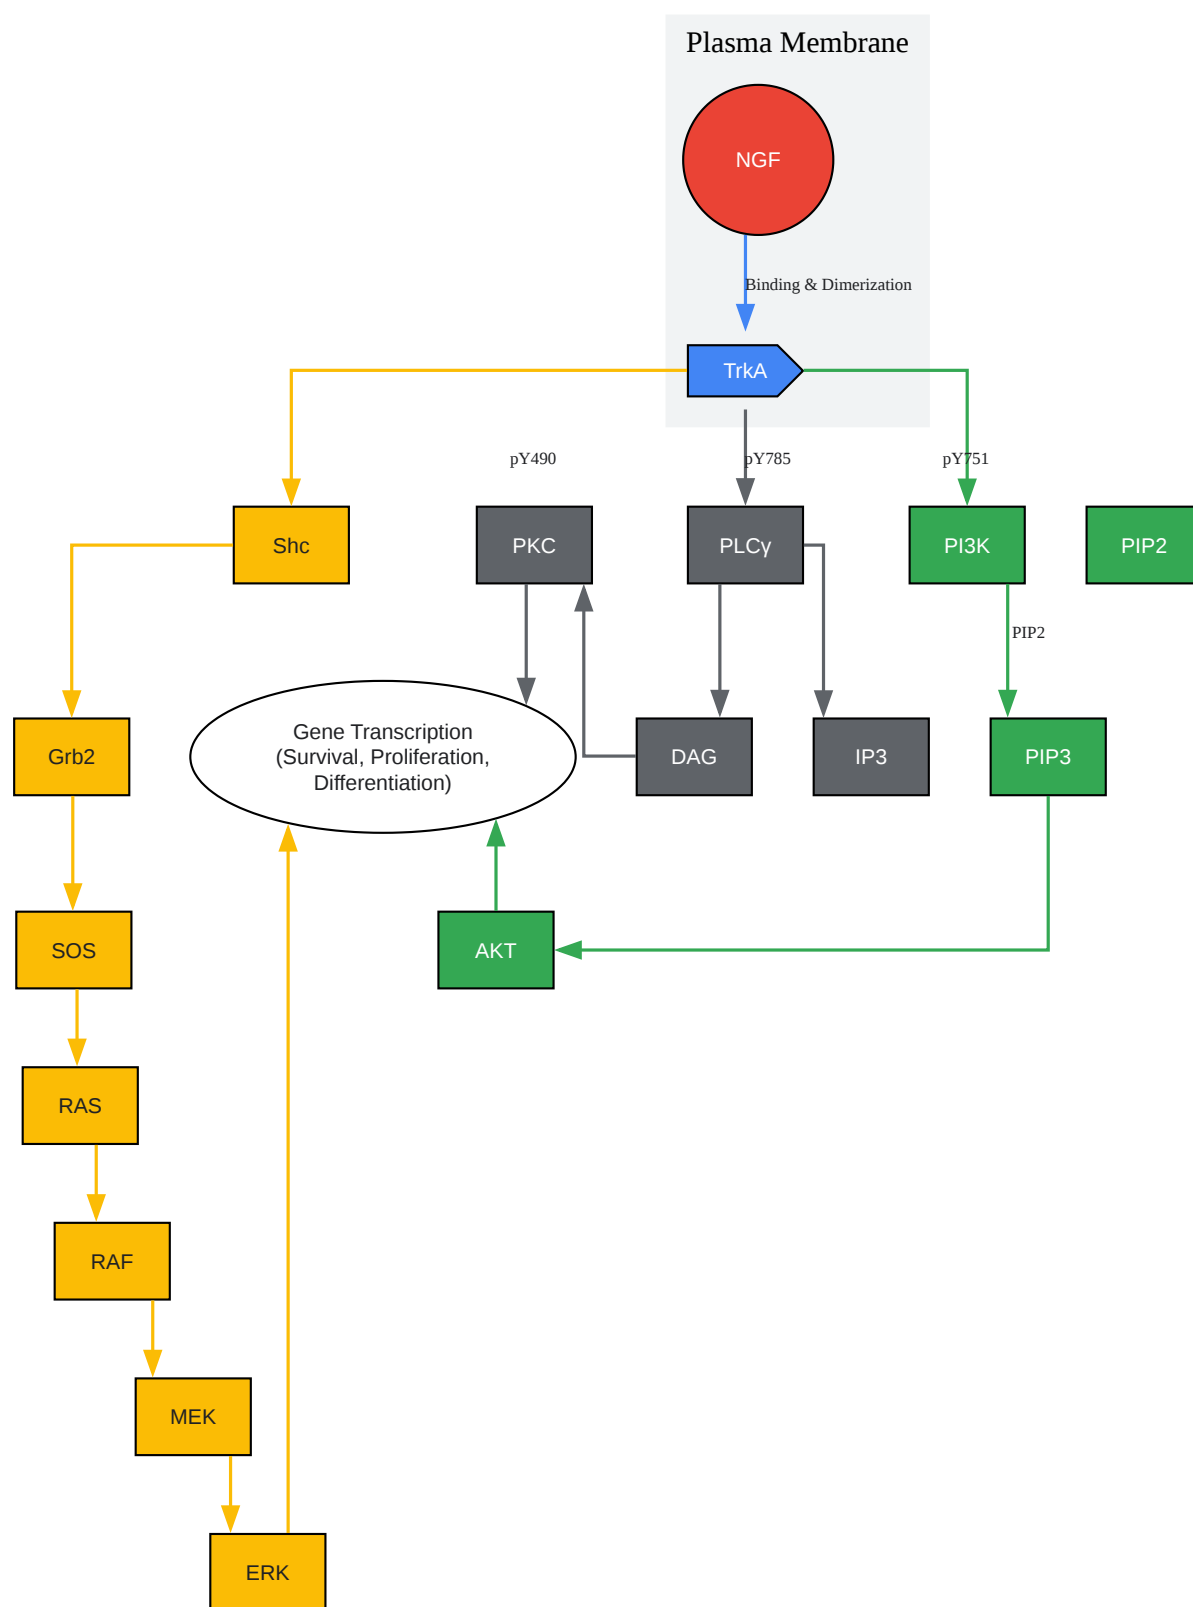 Plasma Membrane
NGF
Binding & Dimerization
TrkA
pY490
pY785
pY751
Shc
PKC
PLCγ
PI3K
PIP2
PIP2
Gene Transcription
(Survival, Proliferation,
Differentiation)
Grb2
DAG
IP3
PIP3
SOS
AKT
RAS
RAF
MEK
ERK